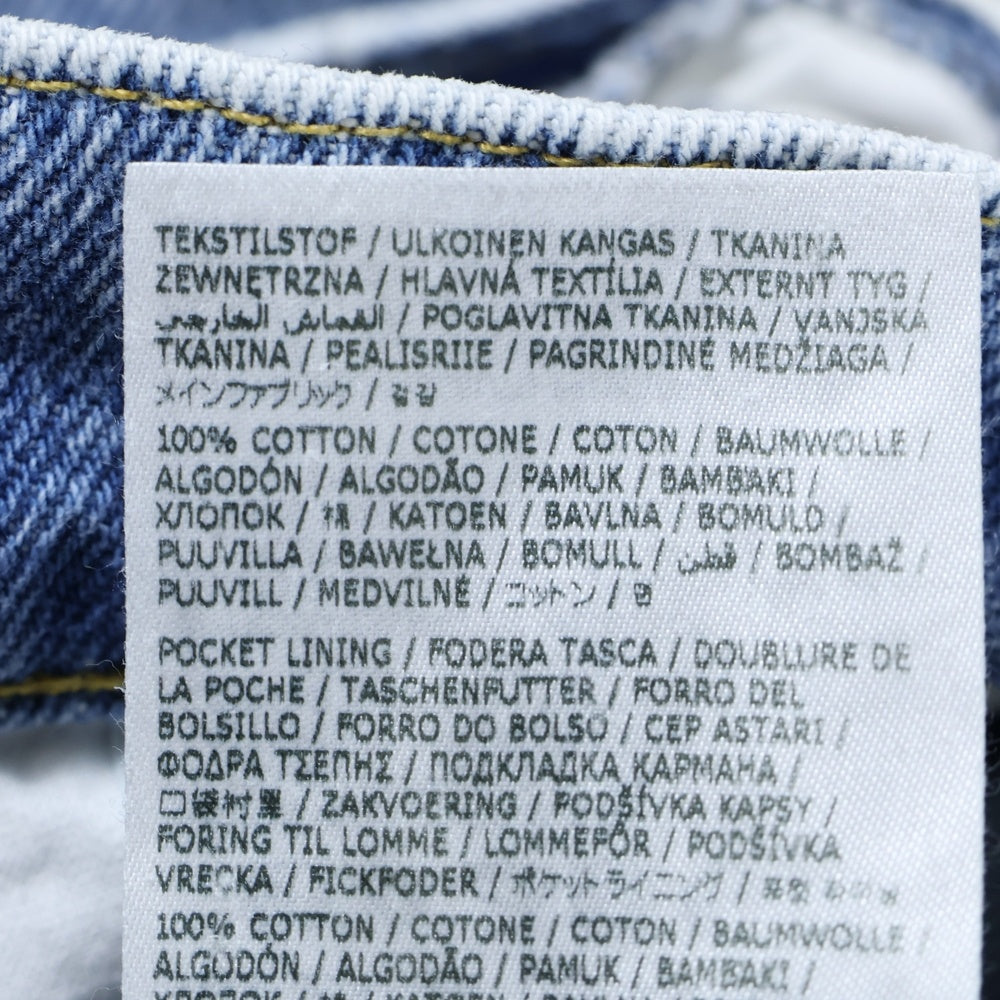 TEKSTILSTOF / ULKOINEN KANGAS / TKANINA
ZEWNĘTRZNA / HLAVNÁ TEXTÍLIA / EXTERNT TYG /
القماش الخارجي / POGLAVITNA TKANINA / VANJSKA
TKANINA / PEALISRIIE / PAGRINDINĖ MEDŽIAGA /
メインファブリック / 겉감
100% COTTON / COTONE / COTON / BAUMWOLLE /
ALGODÓN / ALGODÃO / PAMUK / BAMBAKI /
ХЛОПОК / 棉 / KATOEN / BAVLNA / BOMULD /
PUUVILLA / BAWEŁNA / BOMULL / قطن / BOMBAŽ /
PUUVILL / MEDVILNĖ / コットン / 면
POCKET LINING / FODERA TASCA / DOUBLURE DE
LA POCHE / TASCHENFUTTER / FORRO DEL
BOLSILLO / FORRO DO BOLSO / CEP ASTARI /
ΦΟΔΡΑ ΤΣΕΠΗΣ / ПОДКЛАДКА КАРМАНА /
口袋衬里 / ZAKVOERING / PODŠÍVKA KAPSY /
FORING TIL LOMME / LOMMEFÔR / PODŠÍVKA
VRECKA / FICKFODER / ポケットライニング /
100% COTTON / COTONE / COTON / BAUMWOLLE /
ALGODÓN / ALGODÃO / PAMUK / BAMBAKI /
ХЛОПОК / 棉 / KATOEN / BAVLNA / BOMULD /